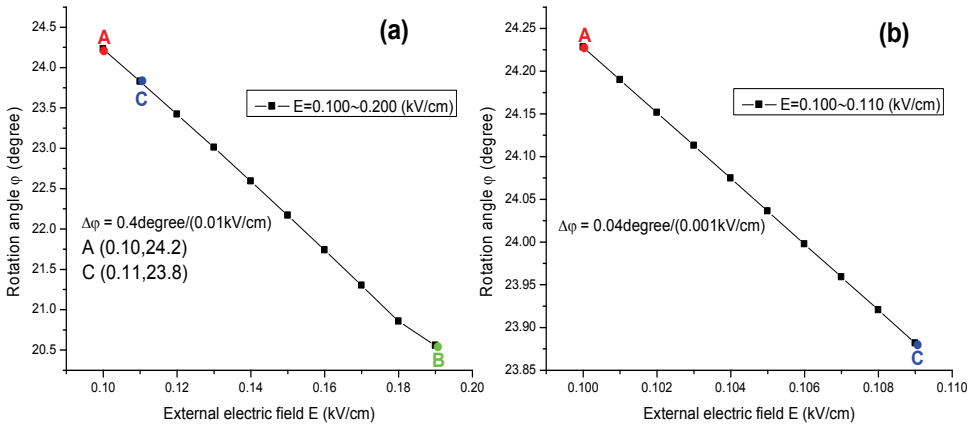 (a)
A
C
E=0.100~0.200 (kV/cm)
Δφ = 0.4degree/(0.01kV/cm)
A (0.10,24.2)
C (0.11,23.8)
B
24.5
24.0
23.5
23.0
22.5
22.0
21.5
21.0
20.5
Rotation angle φ (degree)
0.10 0.12 0.14 0.16 0.18 0.20
External electric field E (kV/cm)
(b)
A
E=0.100~0.110 (kV/cm)
Δφ = 0.04degree/(0.001kV/cm)
C
24.25
24.20
24.15
24.10
24.05
24.00
23.95
23.90
23.85
Rotation angle φ (degree)
0.100 0.102 0.104 0.106 0.108 0.110
External electric field E (kV/cm)